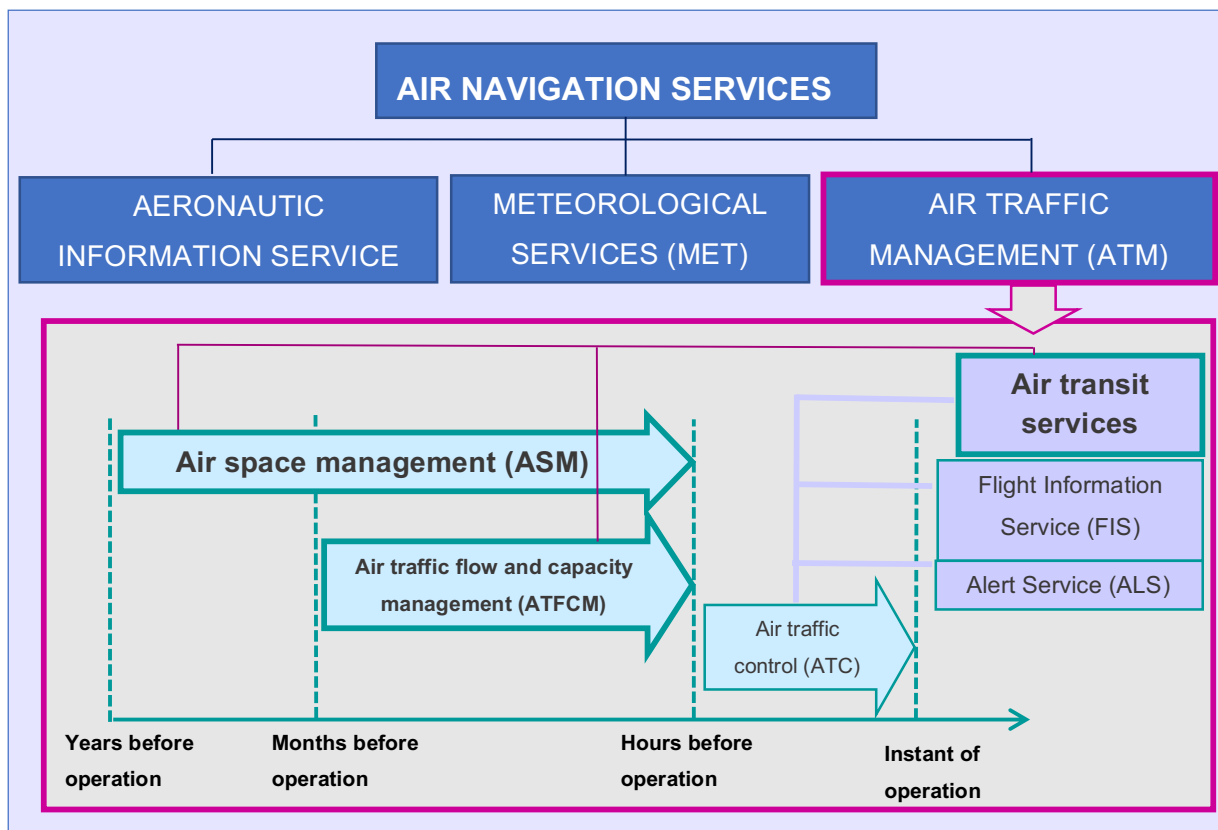 AIR NAVIGATION SERVICES
AERONAUTIC
INFORMATION SERVICE
METEOROLOGICAL
SERVICES (MET)
AIR TRAFFIC
MANAGEMENT (ATM)
Air transit
services
Air space management (ASM)
Flight Information
Service (FIS)
Air traffic flow and capacity
management (ATFCM)
Alert Service (ALS)
Air traffic
control (ATC)
Years before
operation
Months before
operation
Hours before
operation
Instant of
operation